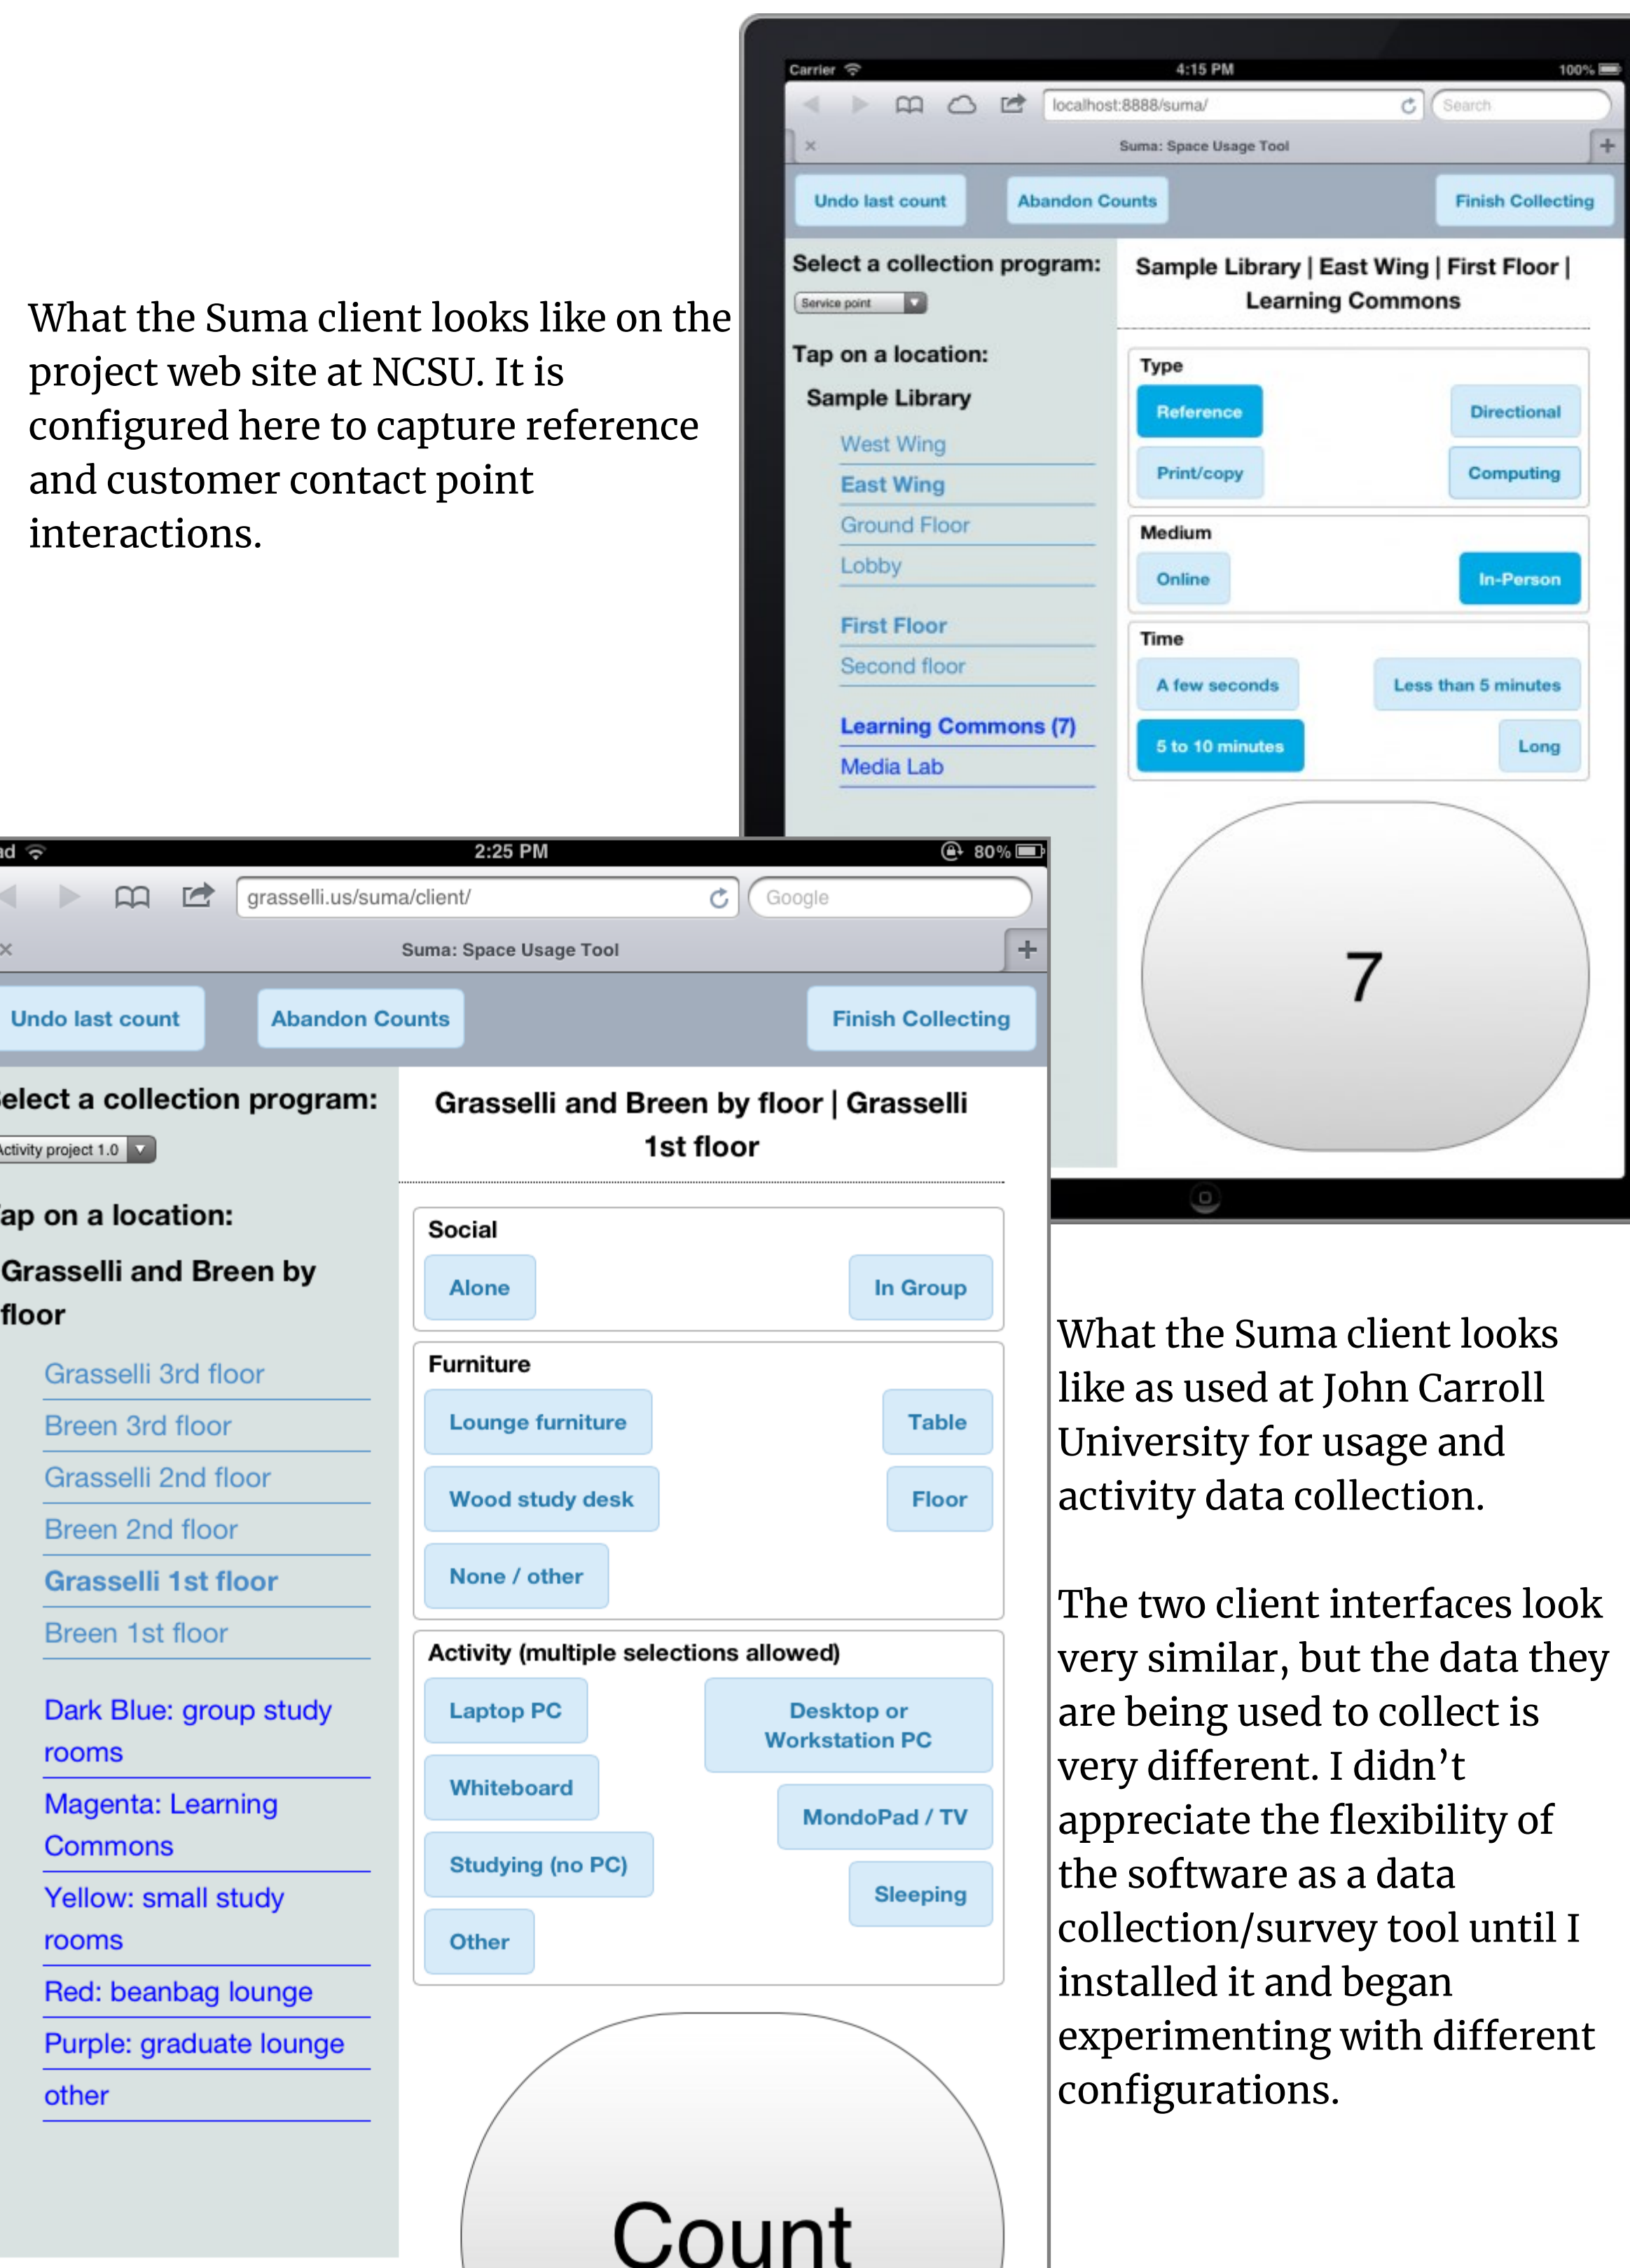 What the Suma client looks like on the
project web site at NCSU. It is
configured here to capture reference
and customer contact point
interactions.
Carrier
4:15 PM
100%
localhost:8888/suma/
Search
Suma: Space Usage Tool
Undo last count
Abandon Counts
Finish Collecting
Select a collection program:
Service point
Tap on a location:
Sample Library
West Wing
East Wing
Ground Floor
Lobby
First Floor
Second floor
Learning Commons (7)
Media Lab
Sample Library | East Wing | First Floor |
Learning Commons
Type
Reference
Directional
Print/copy
Computing
Medium
Online
In-Person
Time
A few seconds
Less than 5 minutes
5 to 10 minutes
Long
7
ad
2:25 PM
80%
grasselli.us/suma/client/
Google
Suma: Space Usage Tool
Undo last count
Abandon Counts
Finish Collecting
elect a collection program:
Activity project 1.0
ap on a location:
Grasselli and Breen by
floor
Grasselli 3rd floor
Breen 3rd floor
Grasselli 2nd floor
Breen 2nd floor
Grasselli 1st floor
Breen 1st floor
Dark Blue: group study
rooms
Magenta: Learning
Commons
Yellow: small study
rooms
Red: beanbag lounge
Purple: graduate lounge
other
Grasselli and Breen by floor | Grasselli
1st floor
Social
Alone
In Group
Furniture
Lounge furniture
Table
Wood study desk
Floor
None / other
Activity (multiple selections allowed)
Laptop PC
Desktop or
Workstation PC
Whiteboard
MondoPad / TV
Studying (no PC)
Sleeping
Other
Count
What the Suma client looks
like as used at John Carroll
University for usage and
activity data collection.
The two client interfaces look
very similar, but the data they
are being used to collect is
very different. I didn’t
appreciate the flexibility of
the software as a data
collection/survey tool until I
installed it and began
experimenting with different
configurations.